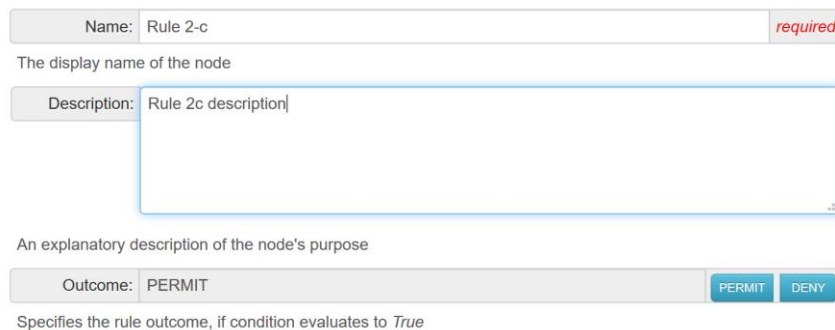 Name: Rule 2-c required
The display name of the node
Description: Rule 2c description
An explanatory description of the node's purpose
Outcome: PERMIT PERMIT DENY
Specifies the rule outcome, if condition evaluates to True